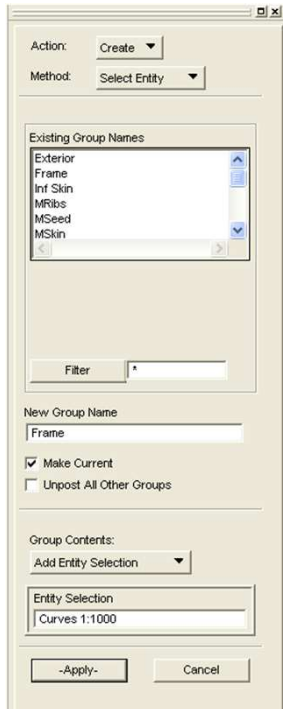 Action: Create
Method: Select Entity
Existing Group Names
Exterior
Frame
Inf Skin
MRibs
MSeed
MSkin
Filter *
New Group Name
Frame
Make Current
Unpost All Other Groups
Group Contents:
Add Entity Selection
Entity Selection
Curves 1:1000
-Apply- Cancel